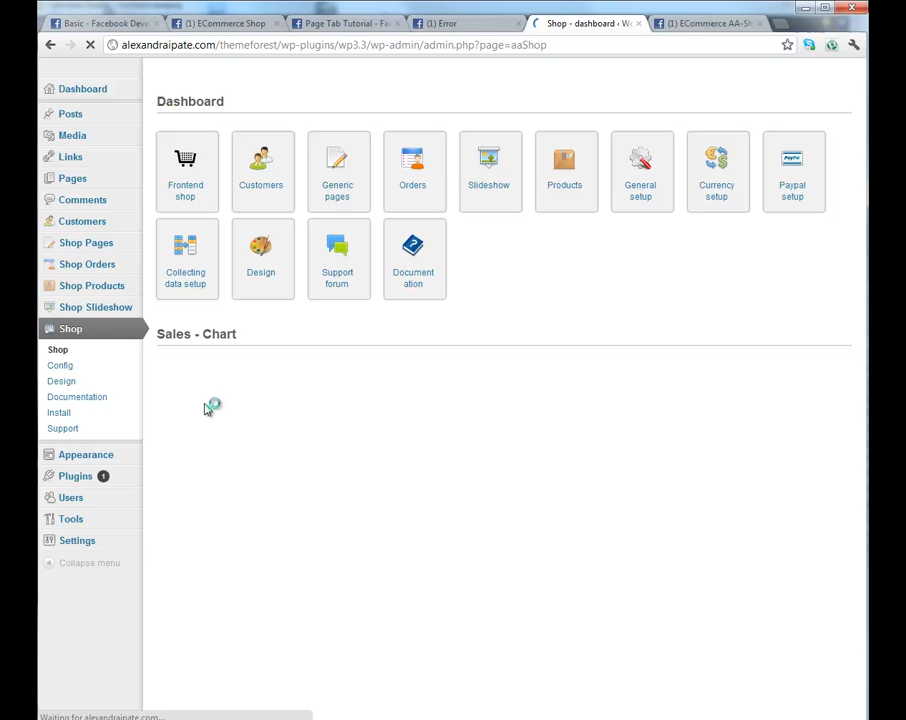 Basic - Facebook Deve
(1) ECommerce Shop
Page Tab Tutorial - Fac
(1) Error
Shop - dashboard ‹ Wo
(1) ECommerce AA-Sh
alexandraipate.com/themeforest/wp-plugins/wp3.3/wp-admin/admin.php?page=aaShop
Dashboard
Posts
Media
Links
Pages
Comments
Customers
Shop Pages
Shop Orders
Shop Products
Shop Slideshow
Shop
Shop
Config
Design
Documentation
Install
Support
Appearance
Plugins 1
Users
Tools
Settings
Collapse menu
Dashboard
Frontend
shop
Customers
Generic
pages
Orders
Slideshow
Products
General
setup
Currency
setup
PayPal
Paypal
setup
Collecting
data setup
Design
Support
forum
Document
ation
Sales - Chart
Waiting for alexandraipate.com...